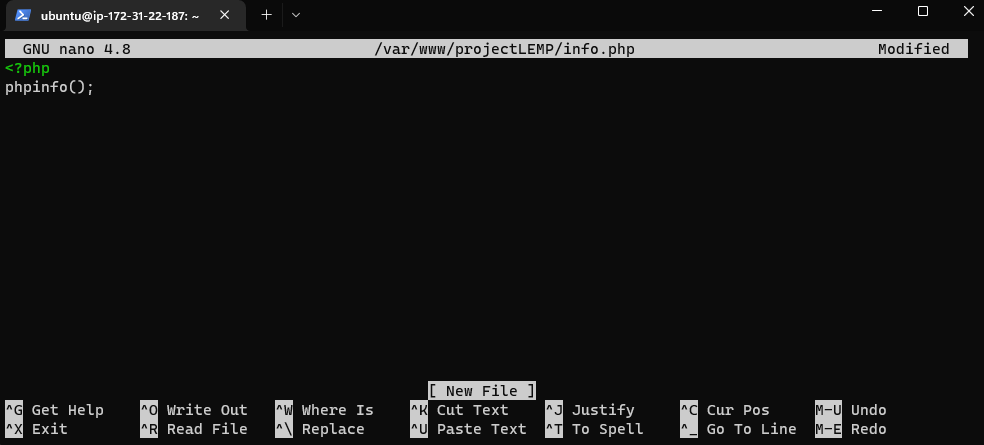 ubuntu@ip-172-31-22-187: ~
GNU nano 4.8 /var/www/projectLEMP/info.php Modified
<?php
phpinfo();
[ New File ]
^G Get Help ^O Write Out ^W Where Is ^K Cut Text ^J Justify ^C Cur Pos M-U Undo
^X Exit ^R Read File ^\ Replace ^U Paste Text ^T To Spell ^_ Go To Line M-E Redo